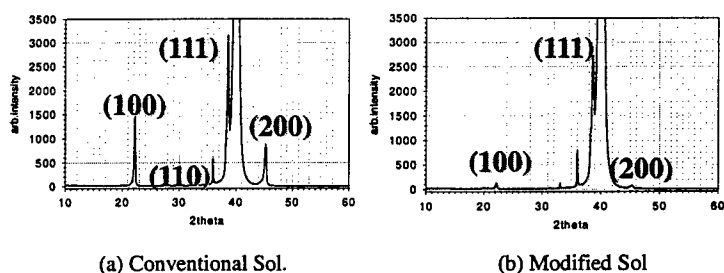 3500
3000
2500
2000
1500
1000
500
0
arb.intensity
(111)
(100)
(200)
(110)
10 20 30 40 50 60
2theta
(a) Conventional Sol.
3500
3000
2500
2000
1500
1000
500
0
arb.intensity
(111)
(100)
(200)
10 20 30 40 50 60
2theta
(b) Modified Sol